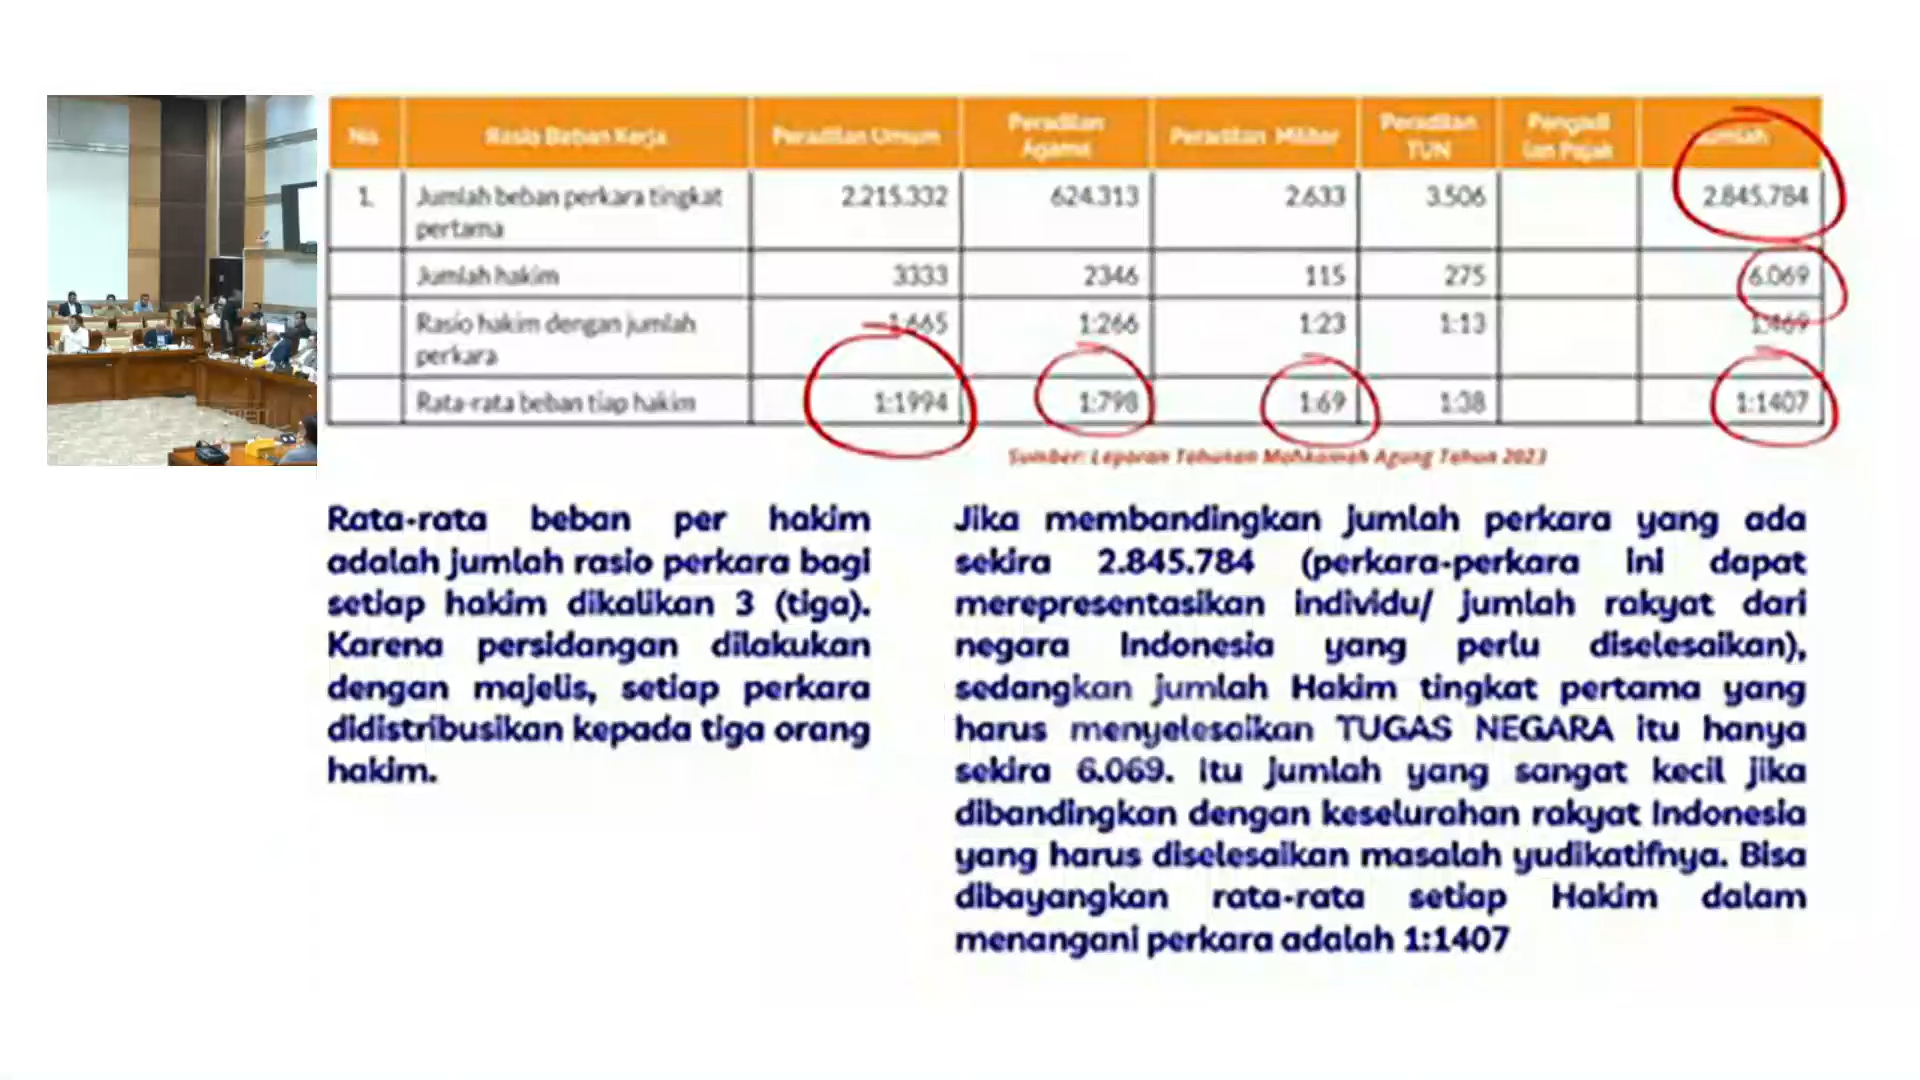 No Rasio Beban Kerja Peradilan Umum Peradilan Agama Peradilan Militer Peradilan TUN Pengadi lan Pajak Jumlah
1. Jumlah beban perkara tingkat pertama 2.215.332 624.313 2.633 3.506 2.845.784
Jumlah hakim 3333 2346 115 275 6.069
Rasio hakim dengan jumlah perkara 1:665 1:266 1:23 1:13 1:469
Rata-rata beban tiap hakim 1:1994 1:798 1:69 1:38 1:1407
Sumber: Laporan Tahunan Mahkamah Agung Tahun 2023
Rata-rata beban per hakim
adalah jumlah rasio perkara bagi
setiap hakim dikalikan 3 (tiga).
Karena persidangan dilakukan
dengan majelis, setiap perkara
didistribusikan kepada tiga orang
hakim.
Jika membandingkan jumlah perkara yang ada
sekira 2.845.784 (perkara-perkara ini dapat
merepresentasikan individu/ jumlah rakyat dari
negara Indonesia yang perlu diselesaikan),
sedangkan jumlah Hakim tingkat pertama yang
harus menyelesaikan TUGAS NEGARA itu hanya
sekira 6.069. Itu jumlah yang sangat kecil jika
dibandingkan dengan keselurahan rakyat Indonesia
yang harus diselesaikan masalah yudikatifnya. Bisa
dibayangkan rata-rata setiap Hakim dalam
menangani perkara adalah 1:1407